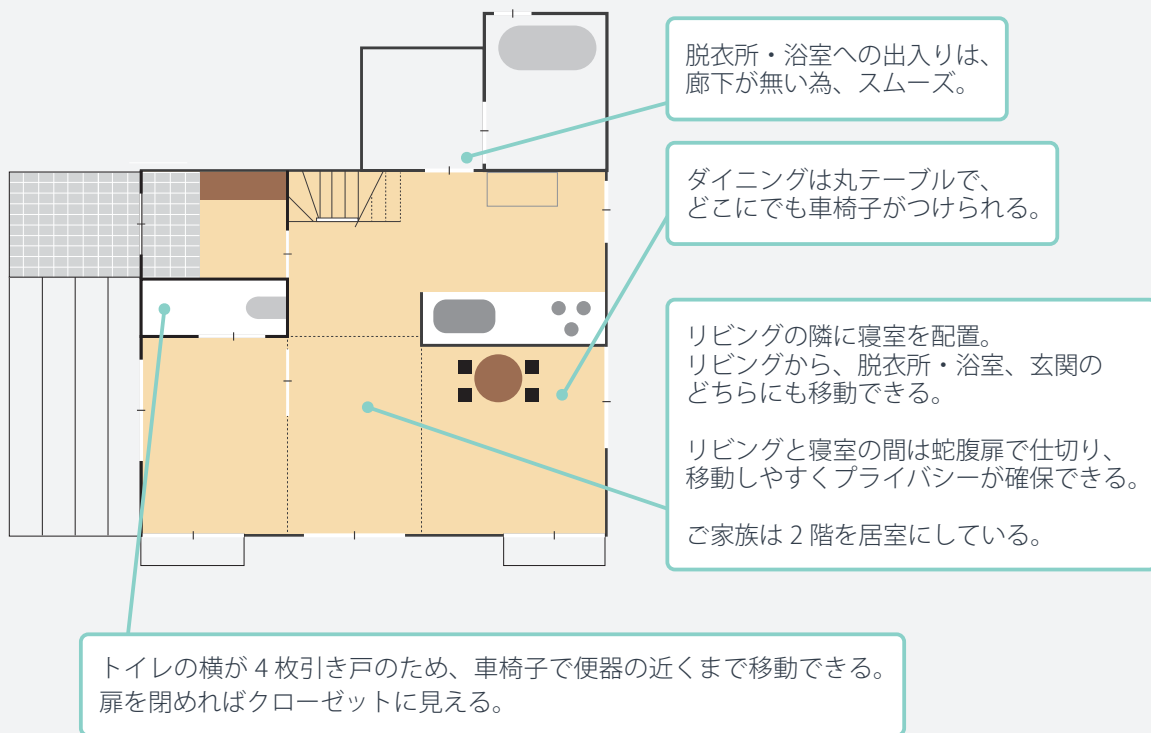 脱衣所・浴室への出入りは、
廊下が無い為、スムーズ。
ダイニングは丸テーブルで、
どこにでも車椅子がつけられる。
リビングの隣に寝室を配置。
リビングから、脱衣所・浴室、玄関の
どちらにも移動できる。
リビングと寝室の間は蛇腹扉で仕切り、
移動しやすくプライバシーが確保できる。
ご家族は 2 階を居室にしている。
トイレの横が 4 枚引き戸のため、車椅子で便器の近くまで移動できる。
扉を閉めればクローゼットに見える。